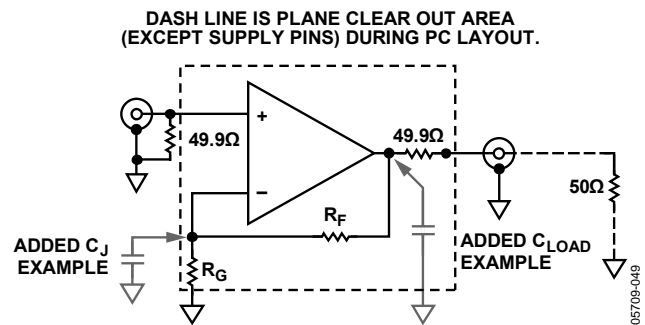 DASH LINE IS PLANE CLEAR OUT AREA
(EXCEPT SUPPLY PINS) DURING PC LAYOUT.
+
49.9Ω
49.9Ω
–
50Ω
R_F
ADDED C_J
EXAMPLE
R_G
ADDED C_LOAD
EXAMPLE
05709-049